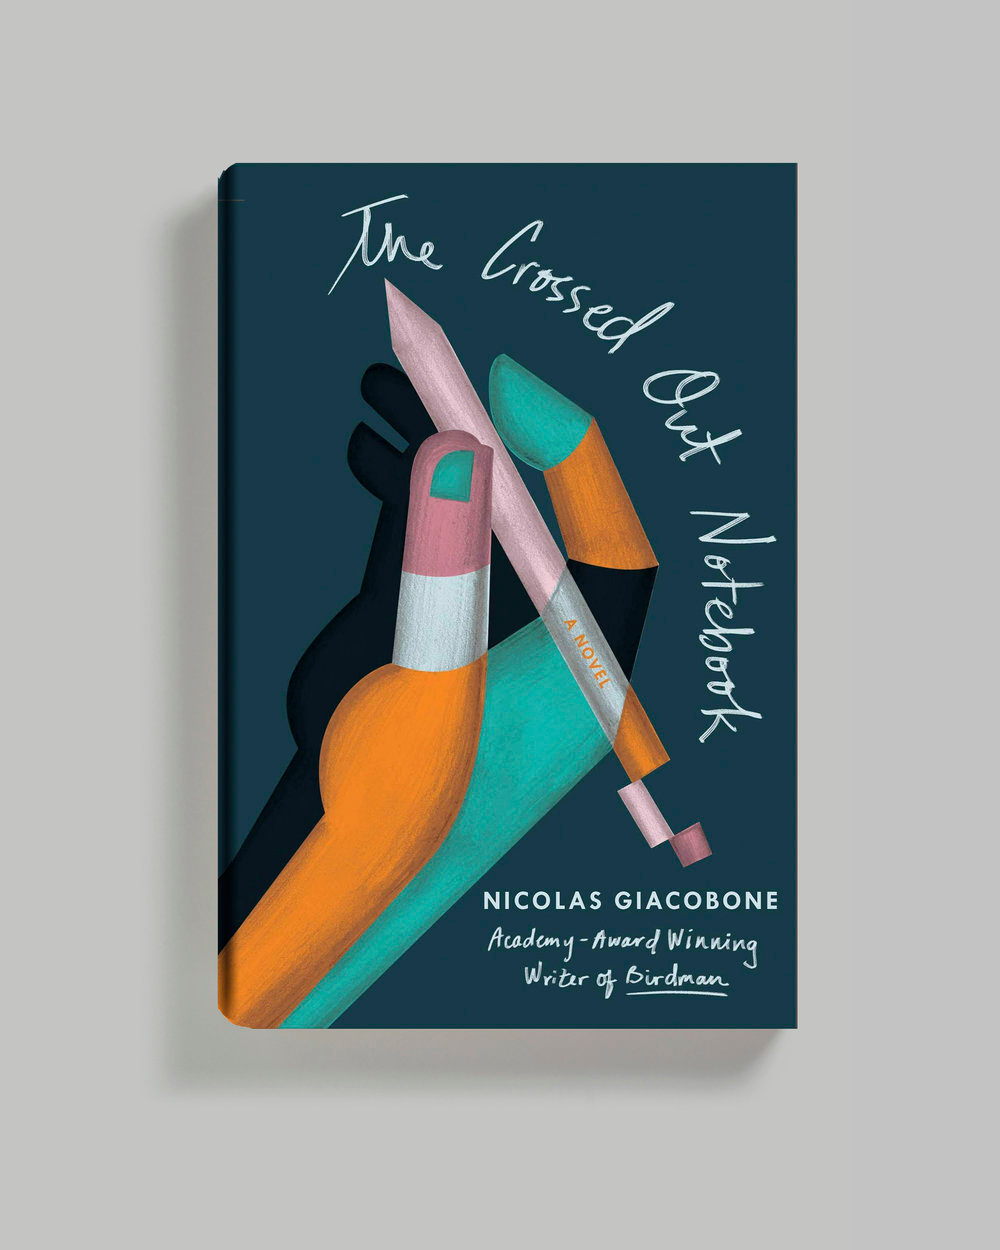 The Crossed Out Notebook
A NOVEL
NICOLAS GIACOBONE
Academy-Award Winning
Writer of Birdman